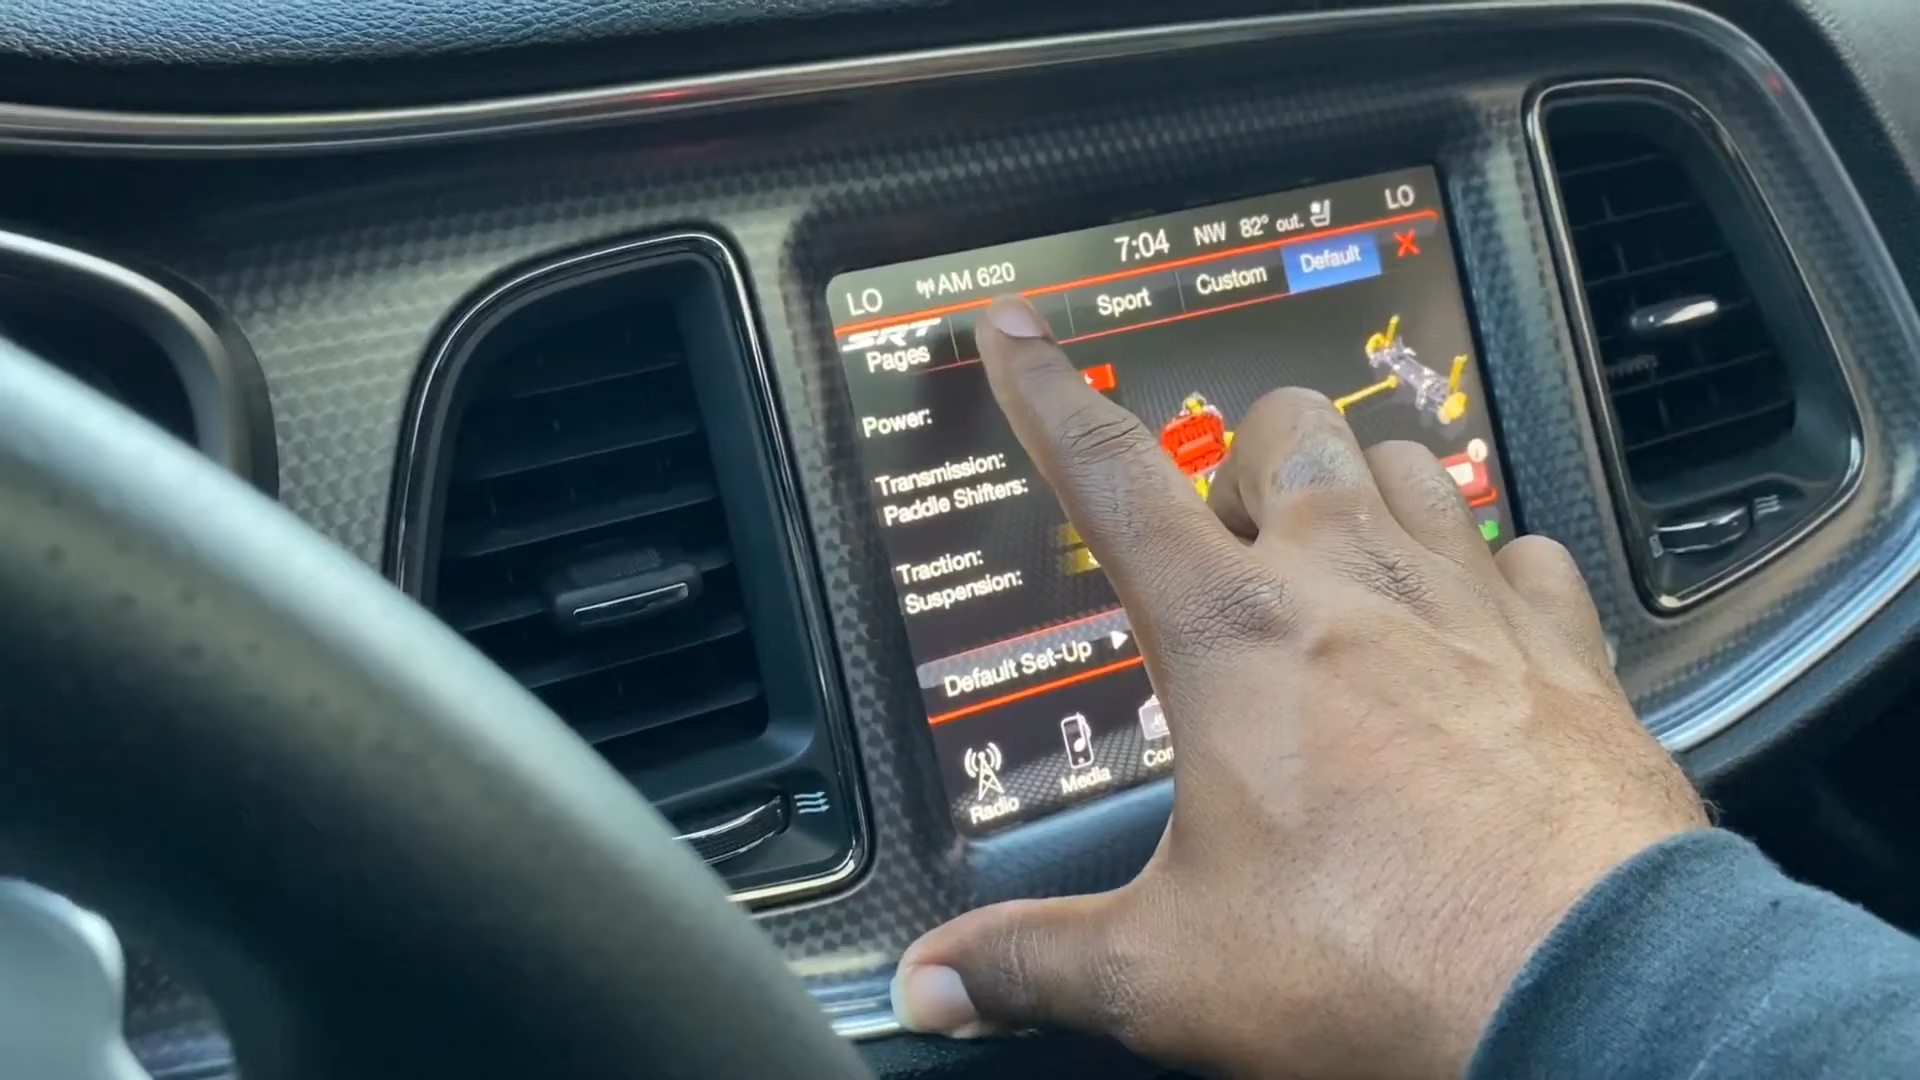 LO AM 620 7:04 NW 82° out. LO
SRT
Pages Sport Custom Default X
Power:
Transmission:
Paddle Shifters:
Traction:
Suspension:
Default Set-Up
Radio Media